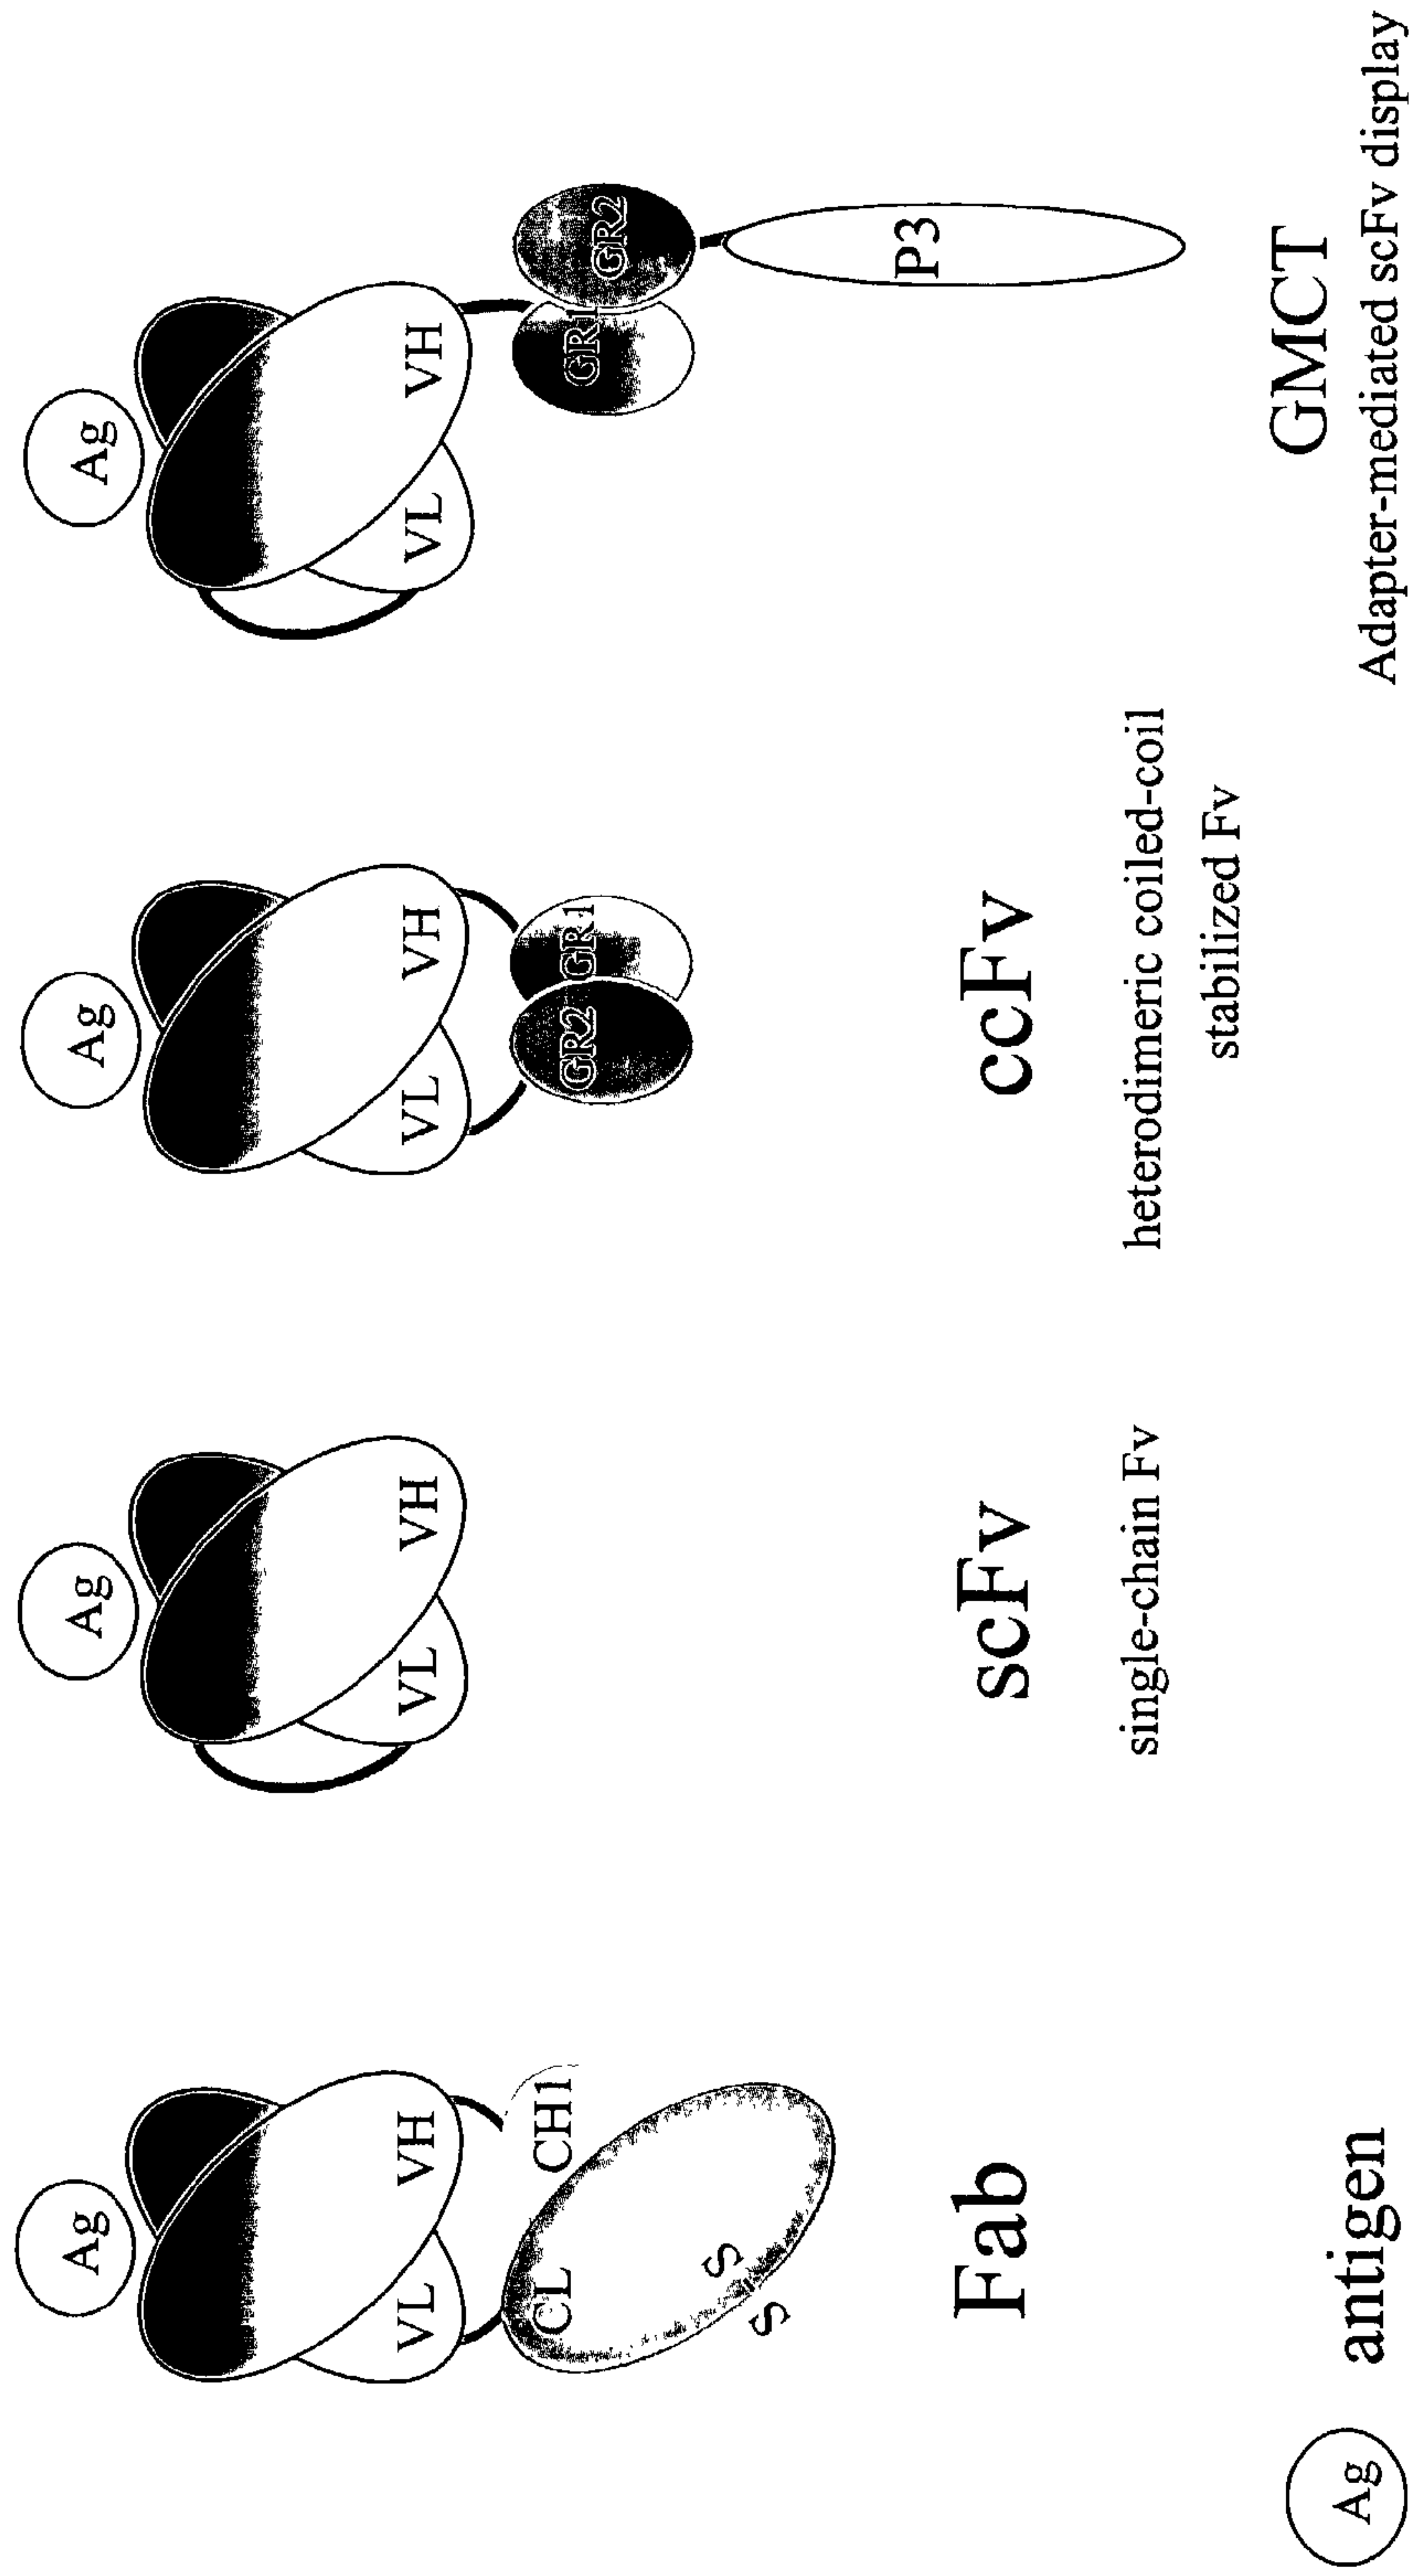 Ag
VL VH
CL CH1
S
S
Fab
Ag
VL VH
scFv
single-chain Fv
Ag
VL VH
GR2 GR1
ccFv
heterodimeric coiled-coil
stabilized Fv
Ag
VL VH
GR1 GR2
P3
GMCT
Adapter-mediated scFv display
Ag antigen